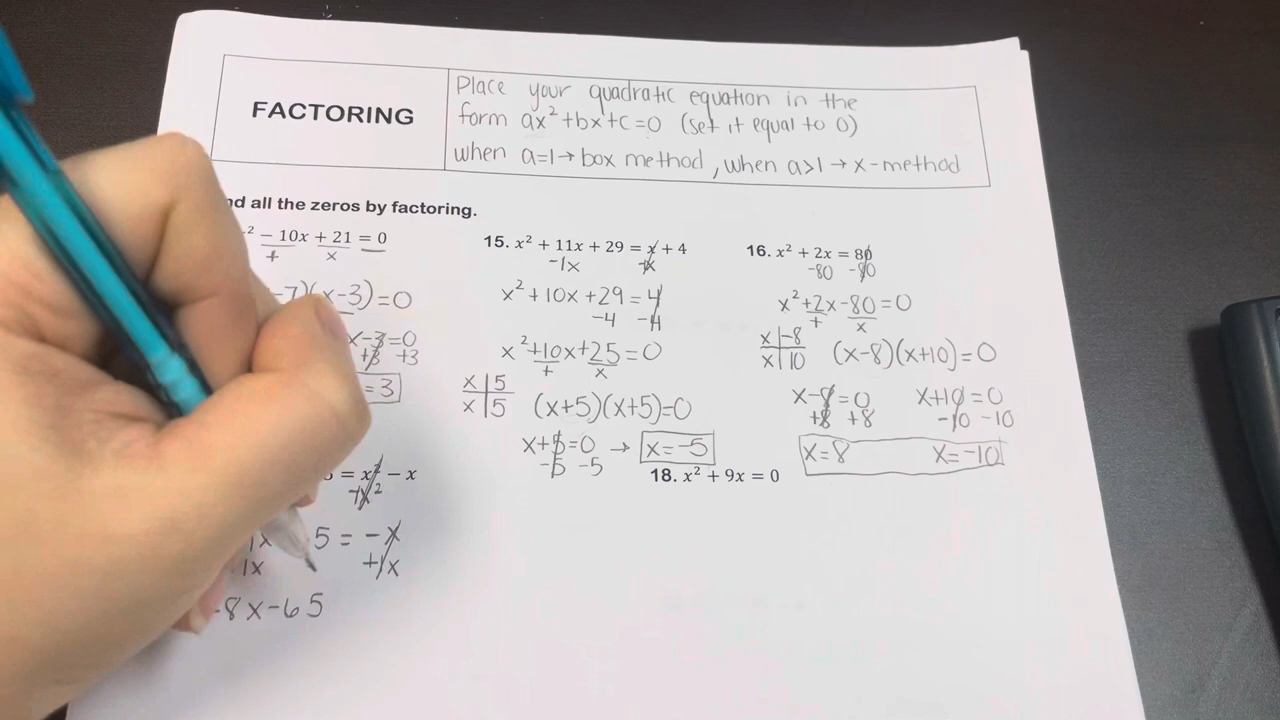 FACTORING
Place your quadratic equation in the
form ax²+bx+c=0 (set it equal to 0)
when a=1→box method, when a>1→x-method
all the zeros by factoring.
² − 10x + 21 = 0
+ x
-7)(x-3)=0
x-3=0
+3 +3
=3
15. x² + 11x + 29 = x + 4
-1x -1x
x²+10x+29=4
-4 -4
x²+10x+25=0
+ x
x 5
x 5
(x+5)(x+5)=0
x+5=0 → x=-5
-5 -5
16. x² + 2x = 80
-80 -80
x²+2x-80=0
+ x
x -8
x 10
(x-8)(x+10)=0
x-8=0 x+10=0
+8 +8 -10 -10
x=8 x=-10
= x² − x
-1x²
5 = -x
1x +1x
8x-65
18. x² + 9x = 0